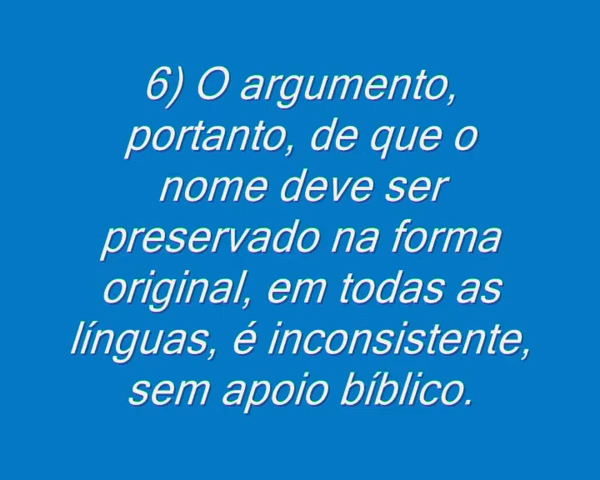 6) O argumento,
portanto, de que o
nome deve ser
preservado na forma
original, em todas as
línguas, é inconsistente,
sem apoio bíblico.